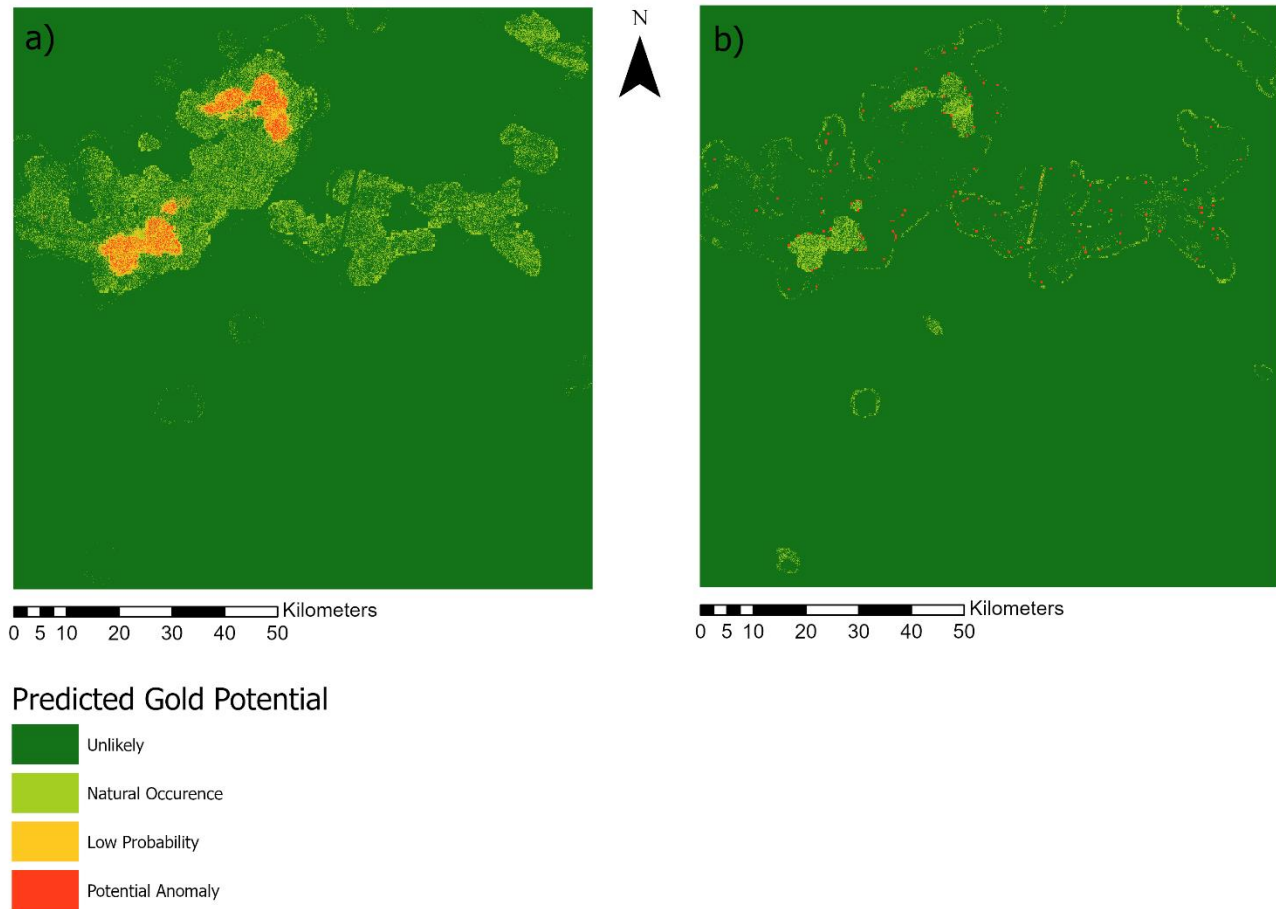 a)
N
b)
Kilometers
0 5 10 20 30 40 50
Kilometers
0 5 10 20 30 40 50
Predicted Gold Potential
Unlikely
Natural Occurence
Low Probability
Potential Anomaly